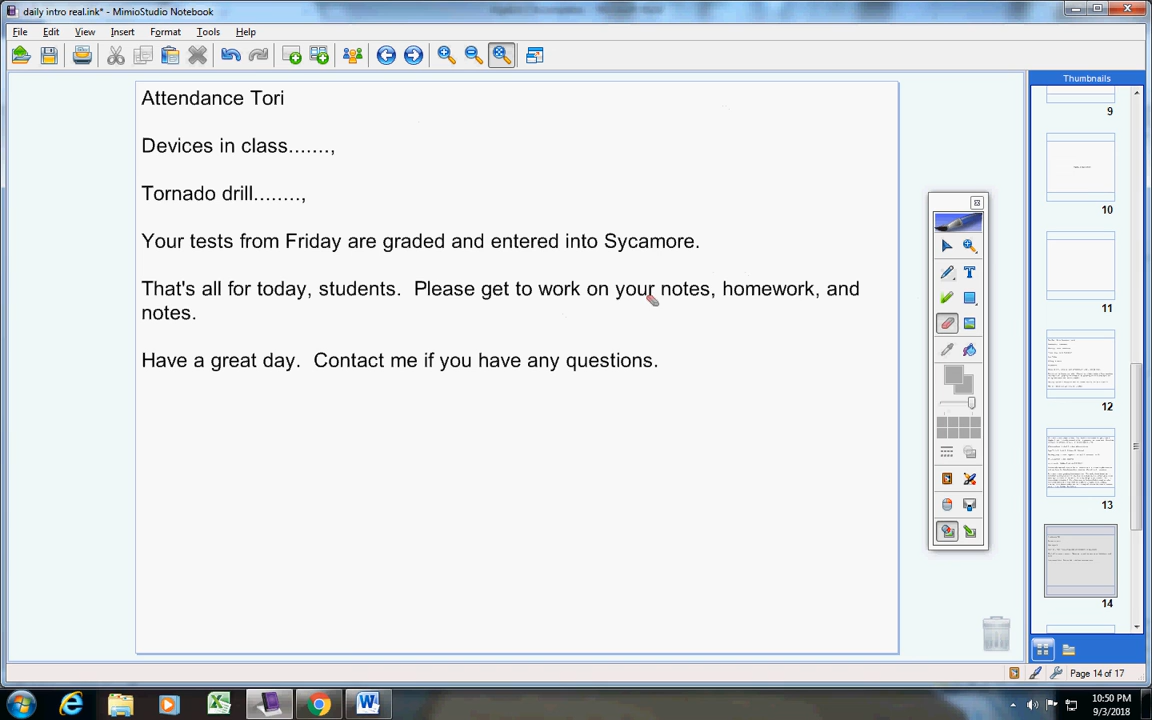 daily intro real.ink* - MimioStudio Notebook
File Edit View Insert Format Tools Help
Attendance Tori
Devices in class.......,
Tornado drill........,
Your tests from Friday are graded and entered into Sycamore.
That's all for today, students.  Please get to work on your notes, homework, and
notes.
Have a great day.  Contact me if you have any questions.
Thumbnails
9
10
11
12
13
14
Page 14 of 17
10:50 PM
9/3/2018